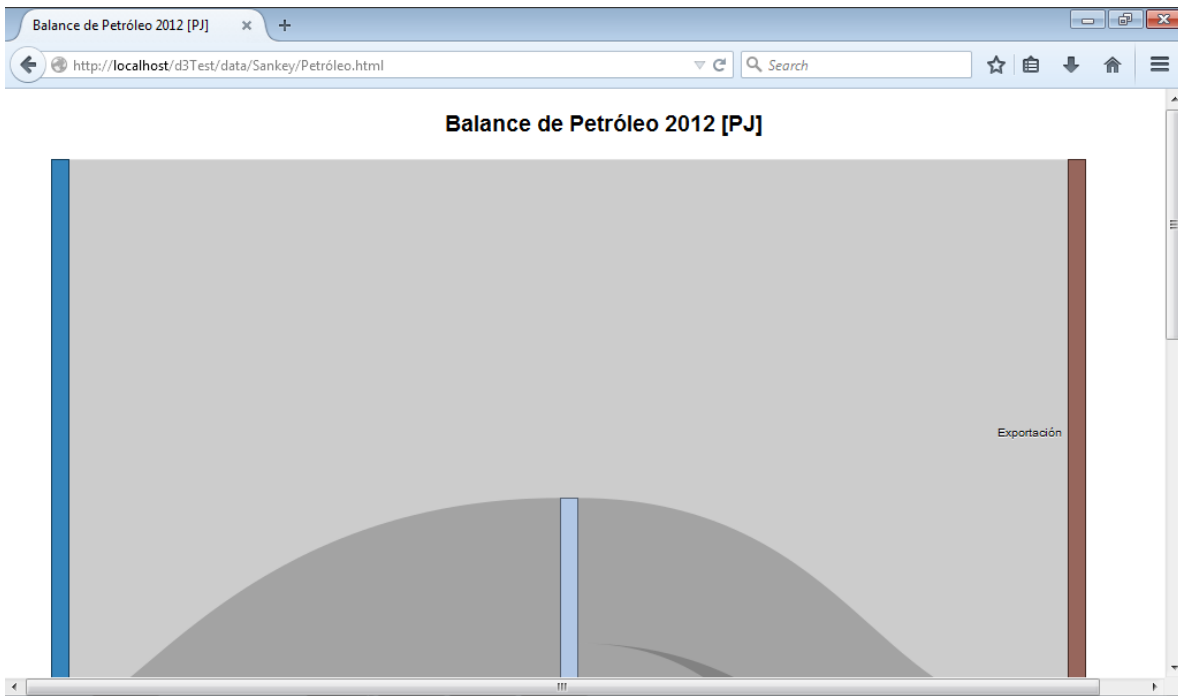 Balance de Petróleo 2012 [PJ]
http://localhost/d3Test/data/Sankey/Petróleo.html
Search
Balance de Petróleo 2012 [PJ]
Exportación